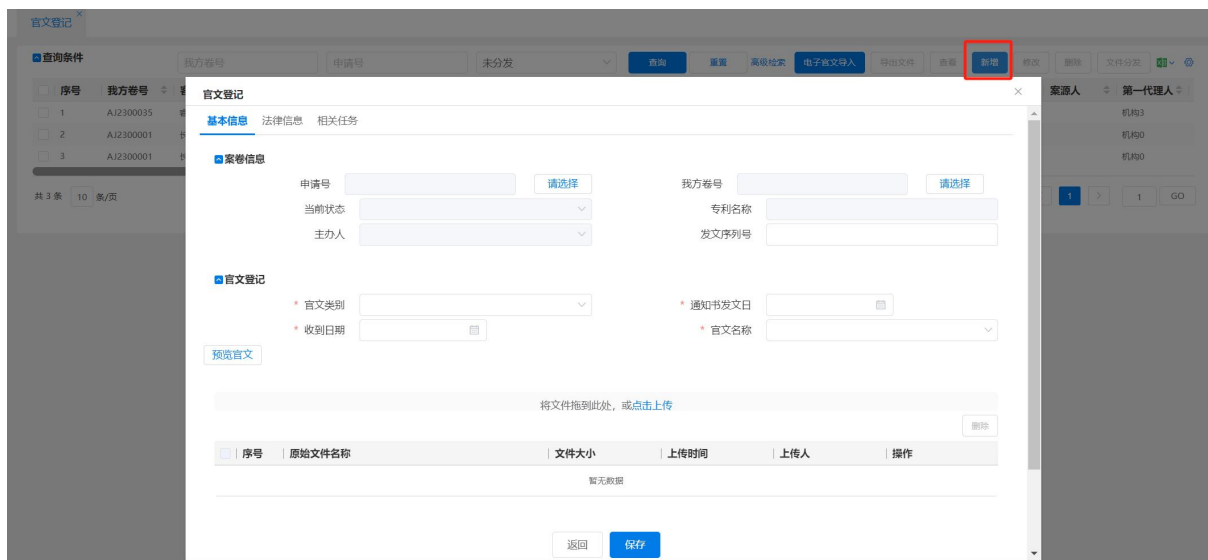 官文登记 ×
查询条件 我方卷号 申请号 未分发 查询 重置 高级检索 电子官文导入 导出文件 查看 新增 修改 删除 文件分发
序号 我方卷号 案源人 第一代理人
1 AJ2300035 机构3
2 AJ2300001 机构0
3 AJ2300001 机构0
共 3 条 10 条/页 1 > 1 GO
官文登记 ×
基本信息 法律信息 相关任务
案卷信息
申请号 请选择 我方卷号 请选择
当前状态 专利名称
主办人 发文序列号
官文登记
* 官文类别 * 通知书发文日
* 收到日期 * 官文名称
预览官文
将文件拖到此处，或点击上传
删除
序号 原始文件名称 文件大小 上传时间 上传人 操作
暂无数据
返回 保存